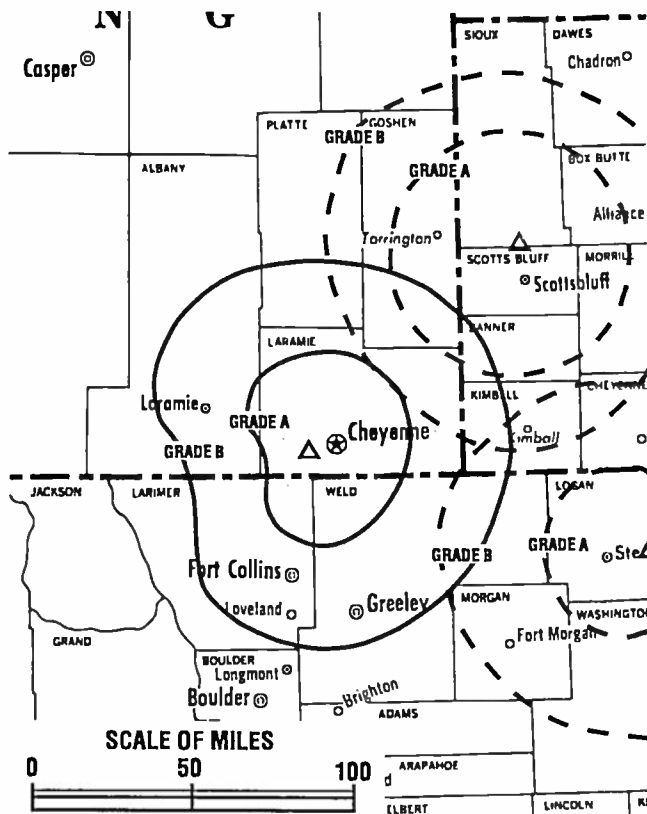 N G
SIOUX
DAWES
Casper
Chadron
PLATTE
GOSHEN
GRADE B
GRADE A
ALBANY
BOX BUTTE
Alliance
Torrington
SCOTTS BLUFF
MORRILL
Scottsbluff
LARAMIE
BANNER
KIMBALL
CHEYENNE
Laramie
GRADE A
Cheyenne
Kimball
GRADE B
JACKSON
LARIMER
WELD
LOGAN
GRADE B
GRADE A
Ste
Fort Collins
Loveland
Greeley
MORGAN
WASHINGTON
GRAND
Fort Morgan
BOULDER
Longmont
Boulder
Brighton
ADAMS
SCALE OF MILES
0 50 100
d
ARAPAHOE
ELBERT
LINCOLN